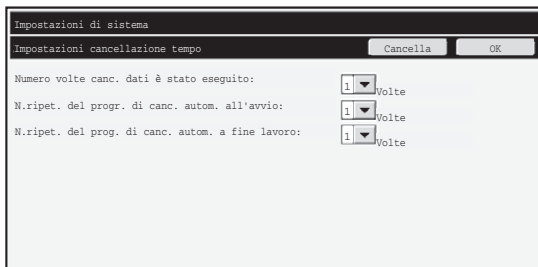 Impostazioni di sistema
Impostazioni cancellazione tempo Cancella OK
Numero volte canc. dati è stato eseguito: 1 Volte
N.ripet. del progr. di canc. autom. all'avvio: 1 Volte
N.ripet. del prog. di canc. autom. a fine lavoro: 1 Volte